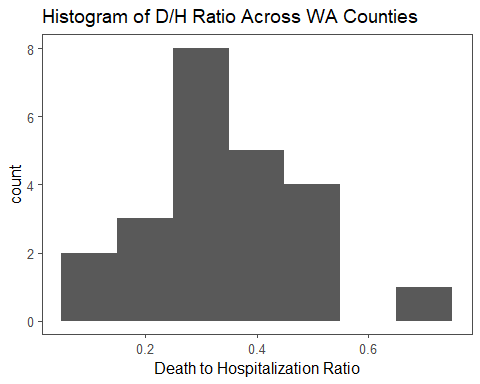 Histogram of D/H Ratio Across WA Counties
8
6
4
2
0
count
0.2 0.4 0.6
Death to Hospitalization Ratio